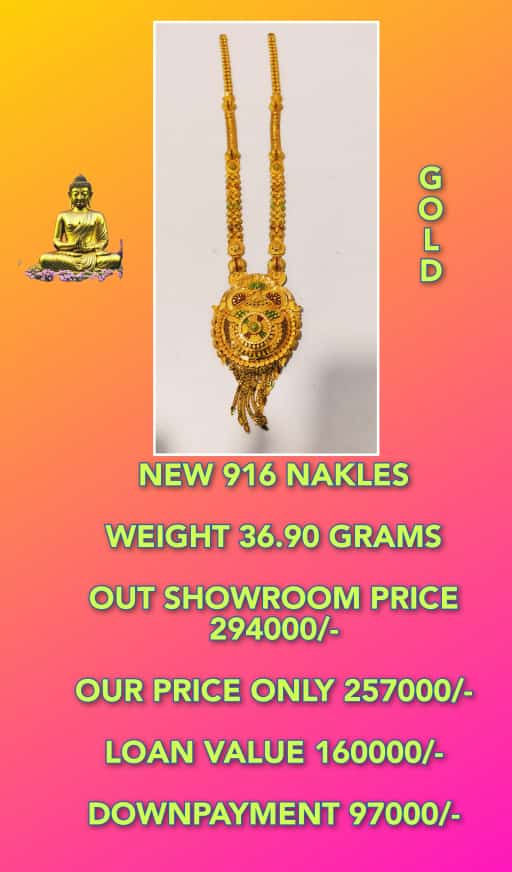 G
O
L
D
NEW 916 NAKLES
WEIGHT 36.90 GRAMS
OUT SHOWROOM PRICE
294000/-
OUR PRICE ONLY 257000/-
LOAN VALUE 160000/-
DOWNPAYMENT 97000/-